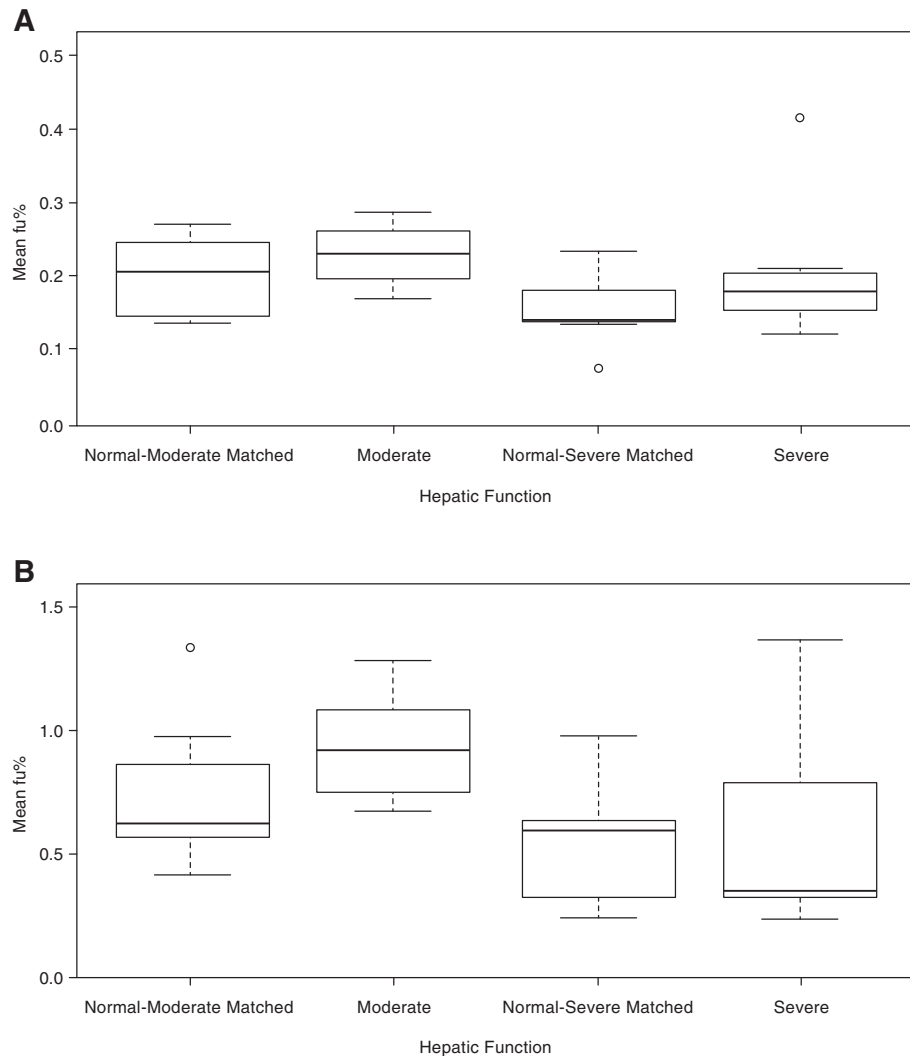 A
0.5
0.4
0.3
0.2
0.1
0.0
Mean fu%
Normal-Moderate Matched Moderate Normal-Severe Matched Severe
Hepatic Function
B
1.5
1.0
0.5
0.0
Mean fu%
Normal-Moderate Matched Moderate Normal-Severe Matched Severe
Hepatic Function